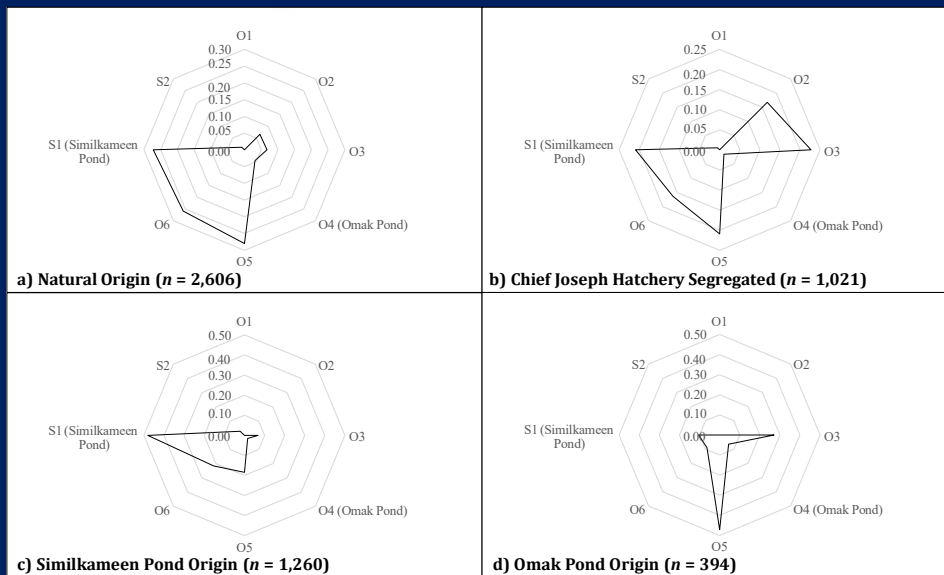 O1
0.30
0.25
0.20
0.15
0.10
0.05
0.00
O2
O3
O4 (Omak Pond)
O5
O6
S1 (Similkameen
Pond)
S2
a) Natural Origin (n = 2,606)
O1
0.25
0.20
0.15
0.10
0.05
0.00
O2
O3
O4 (Omak Pond)
O5
O6
S1 (Similkameen
Pond)
S2
b) Chief Joseph Hatchery Segregated (n = 1,021)
O1
0.50
0.40
0.30
0.20
0.10
0.00
O2
O3
O4 (Omak Pond)
O5
O6
S1 (Similkameen
Pond)
S2
c) Similkameen Pond Origin (n = 1,260)
O1
0.50
0.40
0.30
0.20
0.10
0.00
O2
O3
O4 (Omak Pond)
O5
O6
S1 (Similkameen
Pond)
S2
d) Omak Pond Origin (n = 394)